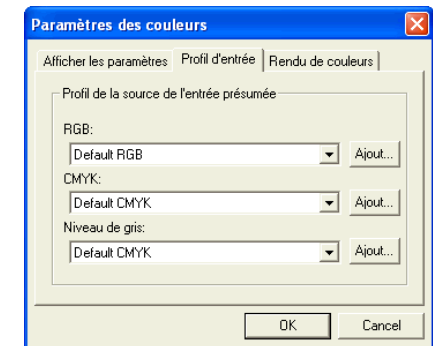 Paramètres des couleurs
Afficher les paramètres Profil d'entrée Rendu de couleurs
Profil de la source de l'entrée présumée
RGB:
Default RGB Ajout...
CMYK:
Default CMYK Ajout...
Niveau de gris:
Default CMYK Ajout...
OK Cancel